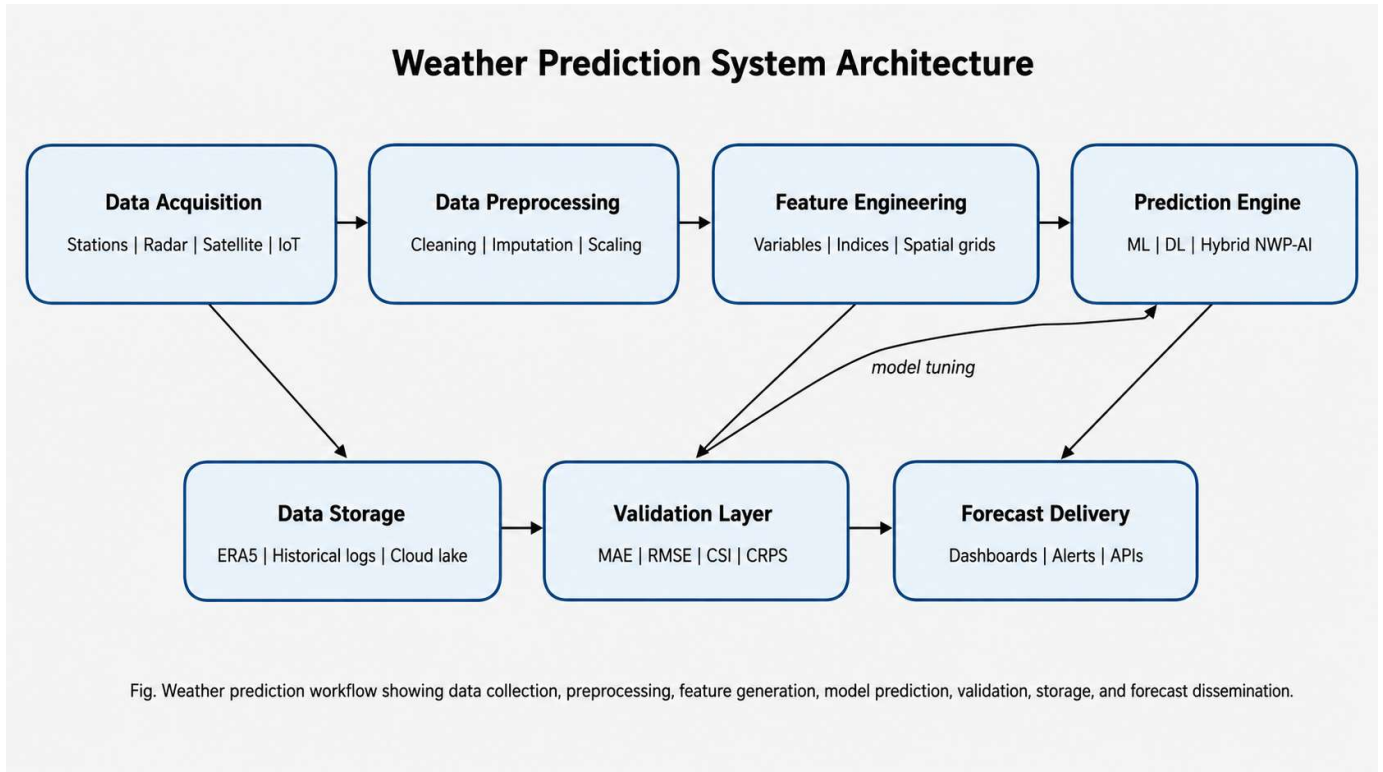 Weather Prediction System Architecture
Data Acquisition
Stations | Radar | Satellite | IoT
Data Preprocessing
Cleaning | Imputation | Scaling
Feature Engineering
Variables | Indices | Spatial grids
Prediction Engine
ML | DL | Hybrid NWP-AI
model tuning
Data Storage
ERA5 | Historical logs | Cloud lake
Validation Layer
MAE | RMSE | CSI | CRPS
Forecast Delivery
Dashboards | Alerts | APIs
Fig. Weather prediction workflow showing data collection, preprocessing, feature generation, model prediction, validation, storage, and forecast dissemination.